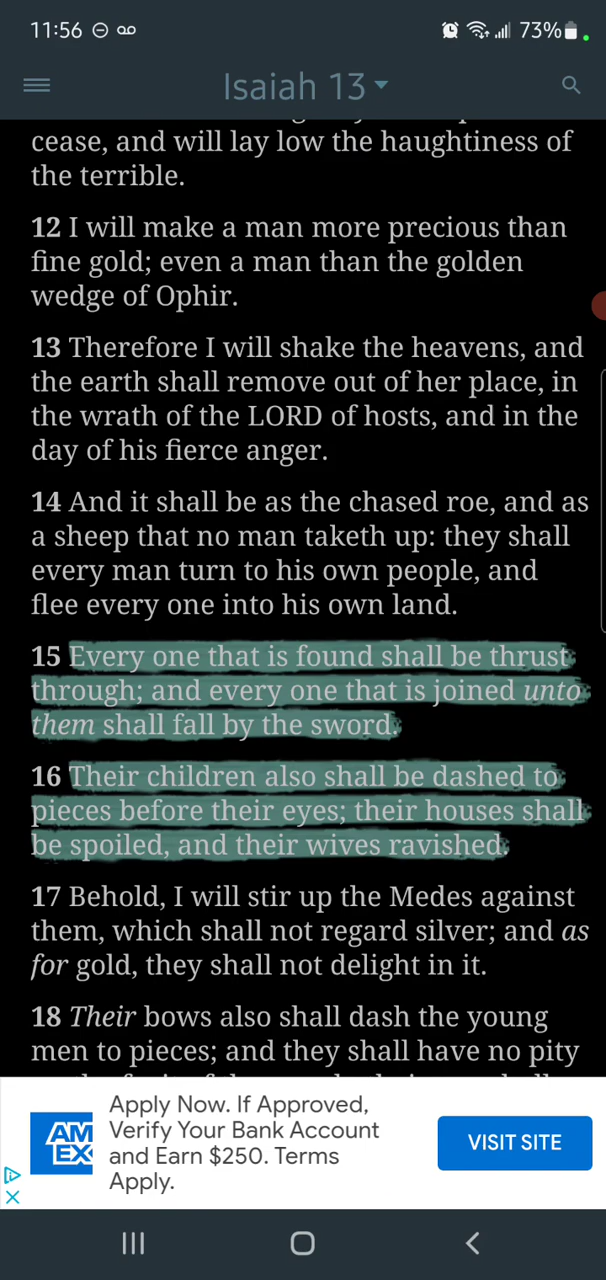 11:56 73%
Isaiah 13
cease, and will lay low the haughtiness of
the terrible.
12 I will make a man more precious than
fine gold; even a man than the golden
wedge of Ophir.
13 Therefore I will shake the heavens, and
the earth shall remove out of her place, in
the wrath of the LORD of hosts, and in the
day of his fierce anger.
14 And it shall be as the chased roe, and as
a sheep that no man taketh up: they shall
every man turn to his own people, and
flee every one into his own land.
15 Every one that is found shall be thrust
through; and every one that is joined unto
them shall fall by the sword.
16 Their children also shall be dashed to
pieces before their eyes; their houses shall
be spoiled, and their wives ravished.
17 Behold, I will stir up the Medes against
them, which shall not regard silver; and as
for gold, they shall not delight in it.
18 Their bows also shall dash the young
men to pieces; and they shall have no pity
AM
EX
Apply Now. If Approved,
Verify Your Bank Account
and Earn $250. Terms
Apply.
VISIT SITE